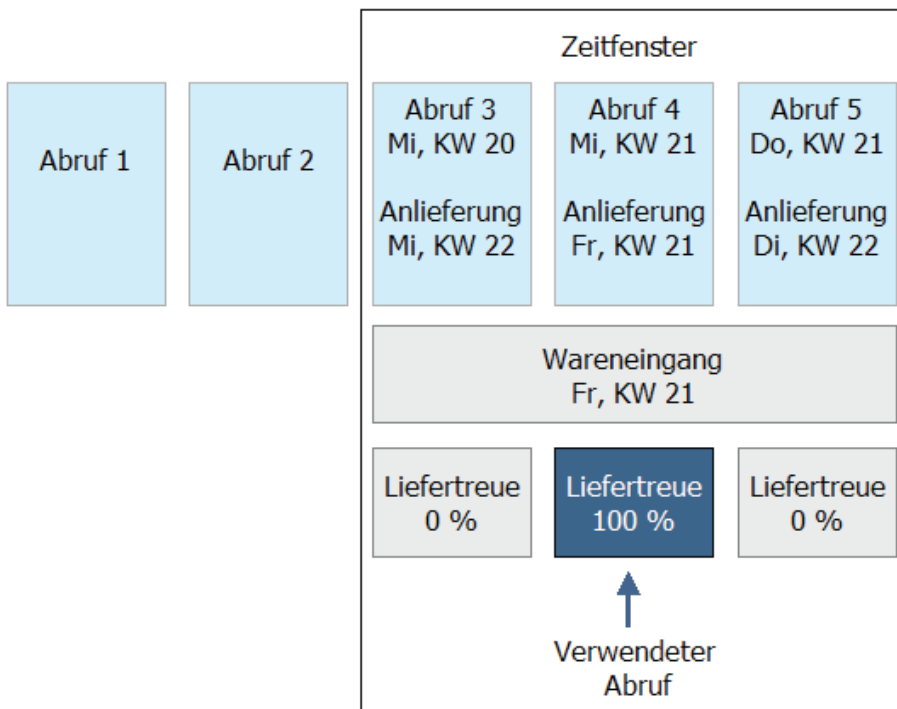 Zeitfenster
Abruf 1
Abruf 2
Abruf 3
Mi, KW 20
Anlieferung
Mi, KW 22
Abruf 4
Mi, KW 21
Anlieferung
Fr, KW 21
Abruf 5
Do, KW 21
Anlieferung
Di, KW 22
Wareneingang
Fr, KW 21
Liefertreue
0 %
Liefertreue
100 %
Liefertreue
0 %
Verwendeter
Abruf